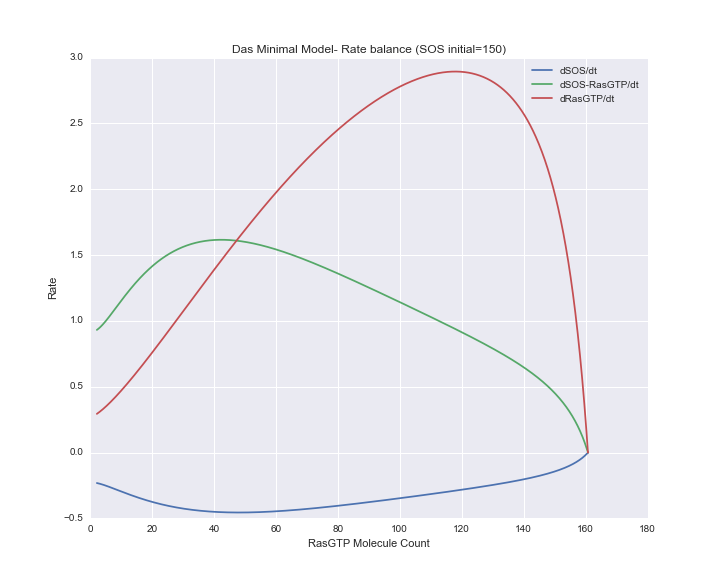 Das Minimal Model- Rate balance (SOS initial=150)
3.0
2.5
2.0
1.5
1.0
0.5
0.0
−0.5
Rate
dSOS/dt
dSOS-RasGTP/dt
dRasGTP/dt
0 20 40 60 80 100 120 140 160 180
RasGTP Molecule Count